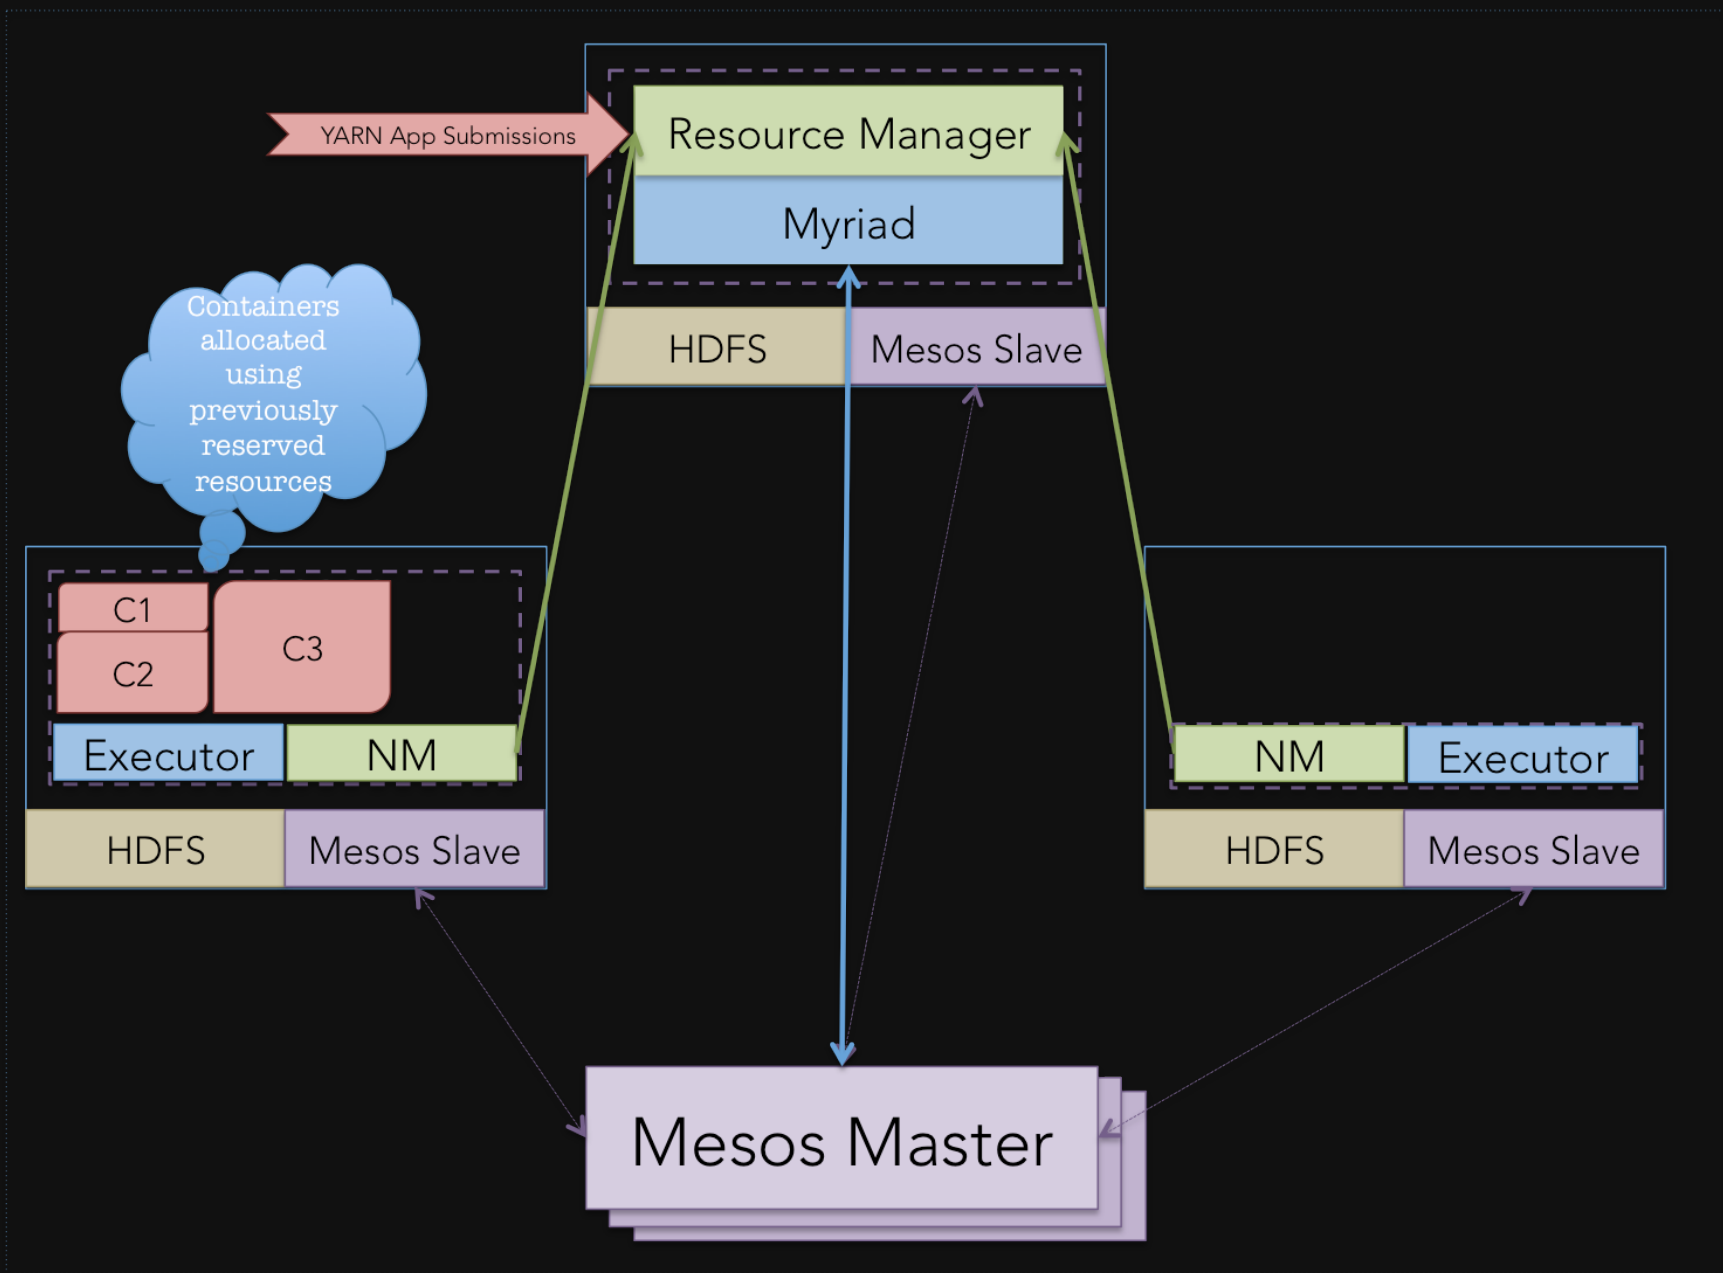 YARN App Submissions
Resource Manager
Myriad
HDFS
Mesos Slave
Containers
allocated
using
previously
reserved
resources
C1
C2
C3
Executor
NM
HDFS
Mesos Slave
NM
Executor
HDFS
Mesos Slave
Mesos Master